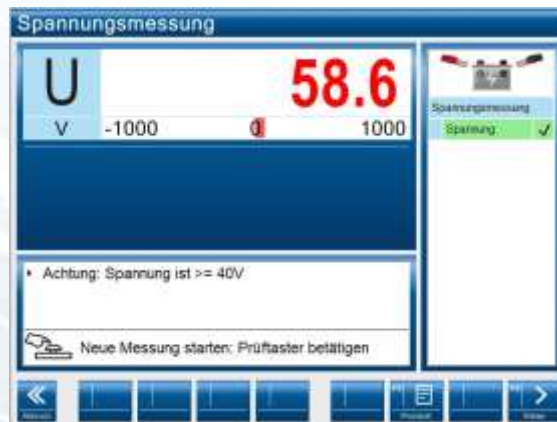 Spannungsmessung
U
58.6
V
-1000
0
1000
Spannungsmessung
Spannung
Achtung: Spannung ist >= 40V
Neue Messung starten: Prüftaster betätigen